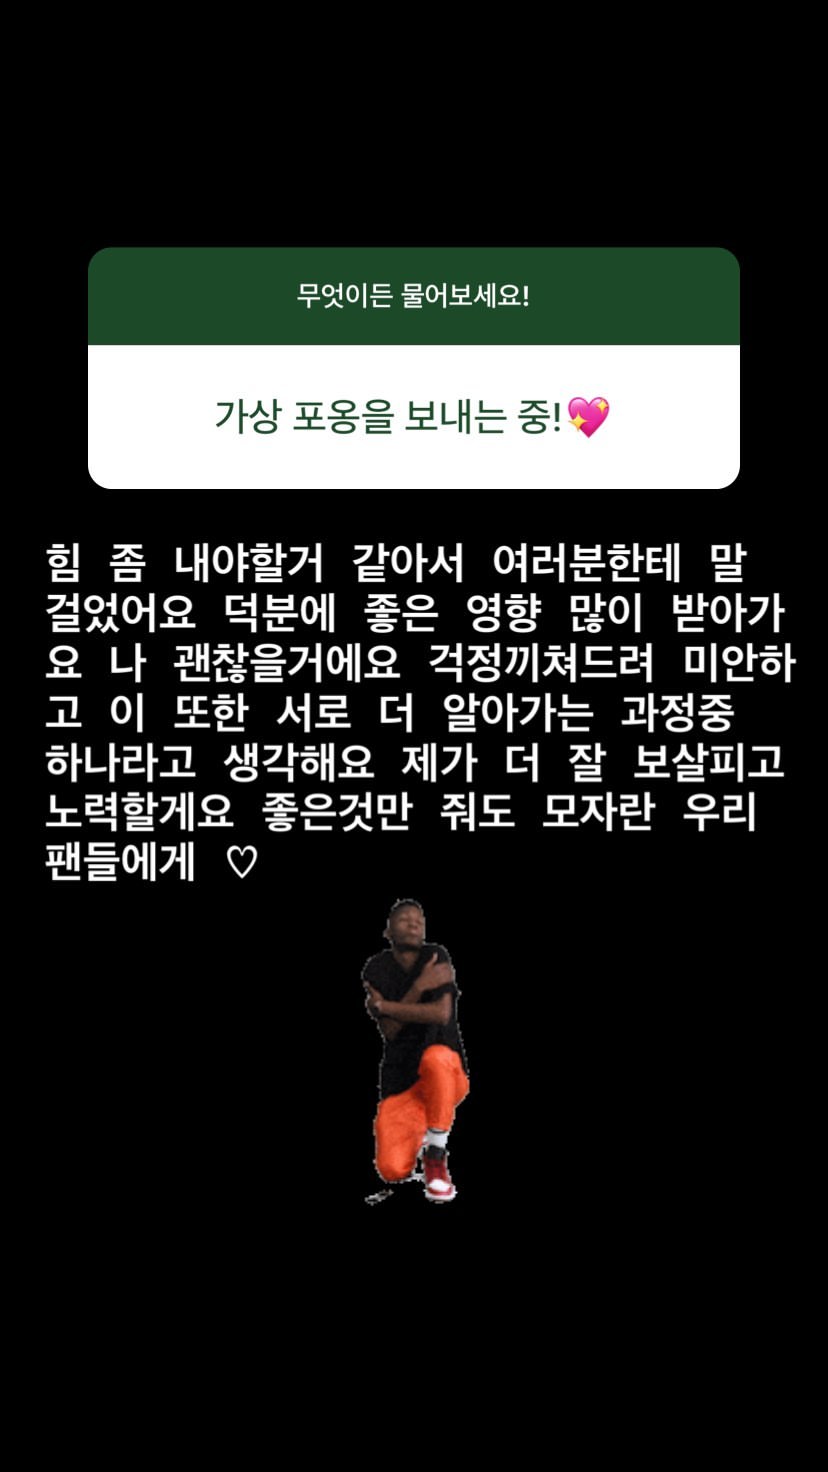 무엇이든 물어보세요!
가상 포옹을 보내는 중!💖
힘 좀 내야할거 같아서 여러분한테 말
걸었어요 덕분에 좋은 영향 많이 받아가
요 나 괜찮을거에요 걱정끼쳐드려 미안하
고 이 또한 서로 더 알아가는 과정중
하나라고 생각해요 제가 더 잘 보살피고
노력할게요 좋은것만 줘도 모자란 우리
팬들에게 ♡